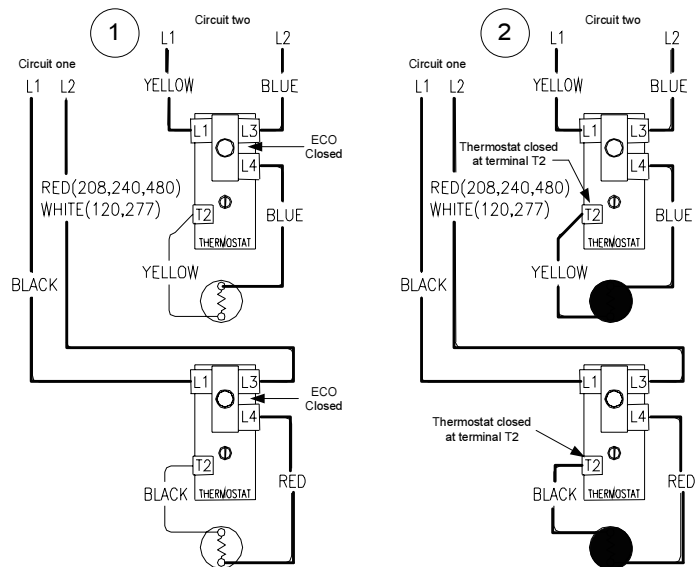 1
Circuit two
L1
L2
Circuit one
L1
L2
YELLOW
BLUE
L1
L3
ECO
Closed
L4
RED(208,240,480)
WHITE(120,277)
T2
BLUE
THERMOSTAT
YELLOW
BLACK
L1
L3
ECO
Closed
L4
T2
RED
BLACK
THERMOSTAT
2
Circuit two
L1
L2
Circuit one
L1
L2
YELLOW
BLUE
L1
L3
Thermostat closed
at terminal T2
L4
RED(208,240,480)
WHITE(120,277)
T2
BLUE
THERMOSTAT
YELLOW
BLACK
L1
L3
Thermostat closed
at terminal T2
L4
T2
RED
BLACK
THERMOSTAT